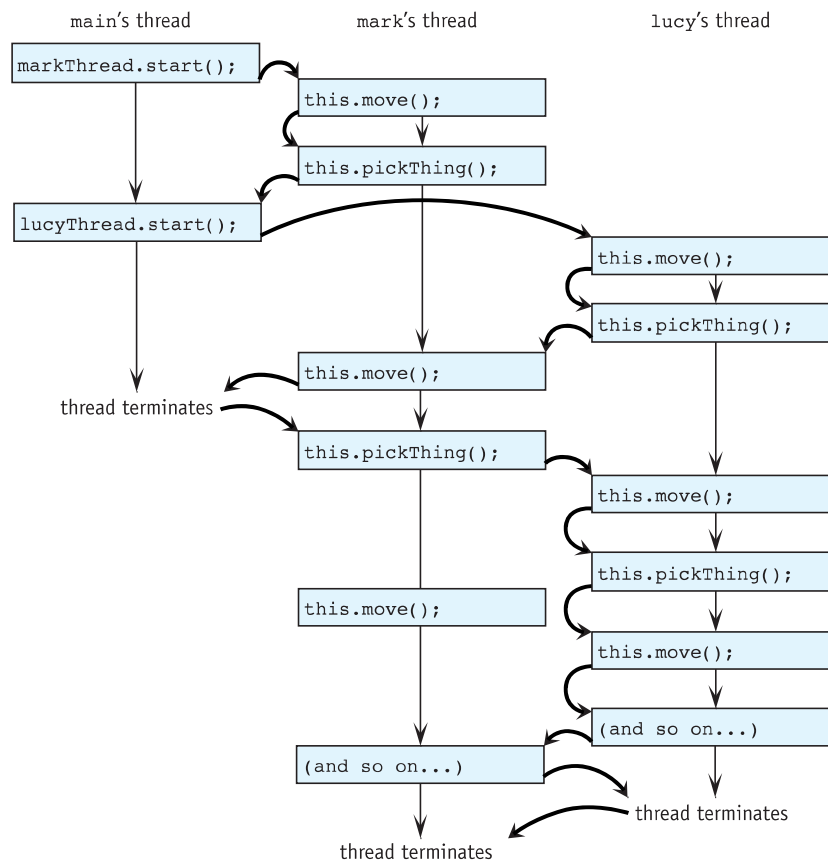 main's thread
mark's thread
lucy's thread
markThread.start();
this.move();
this.pickThing();
lucyThread.start();
this.move();
this.pickThing();
this.move();
thread terminates
this.pickThing();
this.move();
this.pickThing();
this.move();
this.move();
(and so on...)
(and so on...)
thread terminates
thread terminates